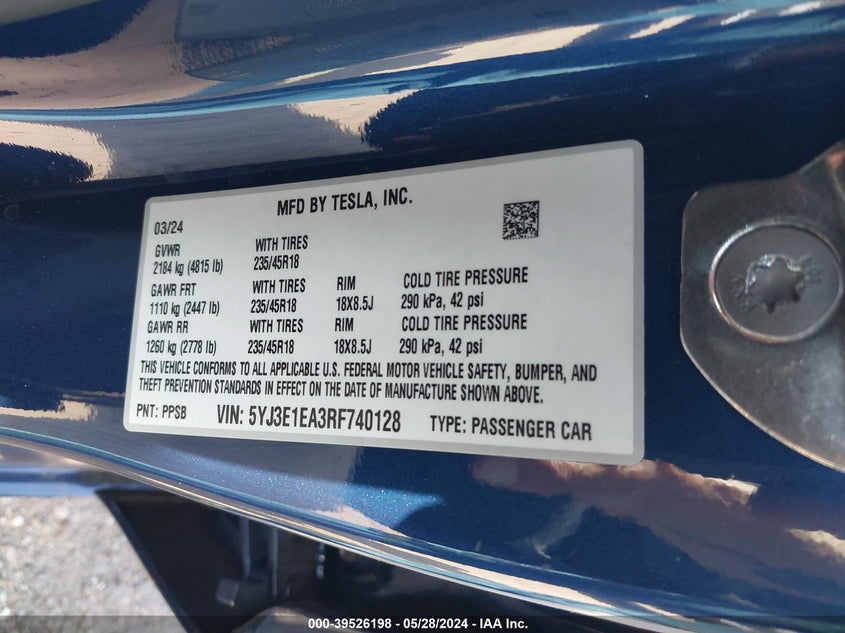 MFD BY TESLA, INC.
03/24
GVWR WITH TIRES
2184 kg (4815 lb) 235/45R18
GAWR FRT WITH TIRES RIM COLD TIRE PRESSURE
1110 kg (2447 lb) 235/45R18 18X8.5J 290 kPa, 42 psi
GAWR RR WITH TIRES RIM COLD TIRE PRESSURE
1260 kg (2778 lb) 235/45R18 18X8.5J 290 kPa, 42 psi
THIS VEHICLE CONFORMS TO ALL APPLICABLE U.S. FEDERAL MOTOR VEHICLE SAFETY, BUMPER, AND
THEFT PREVENTION STANDARDS IN EFFECT ON THE DATE OF MANUFACTURE SHOWN ABOVE.
PNT: PPSB VIN: 5YJ3E1EA3RF740128 TYPE: PASSENGER CAR
000-39526198 - 05/28/2024 - IAA Inc.